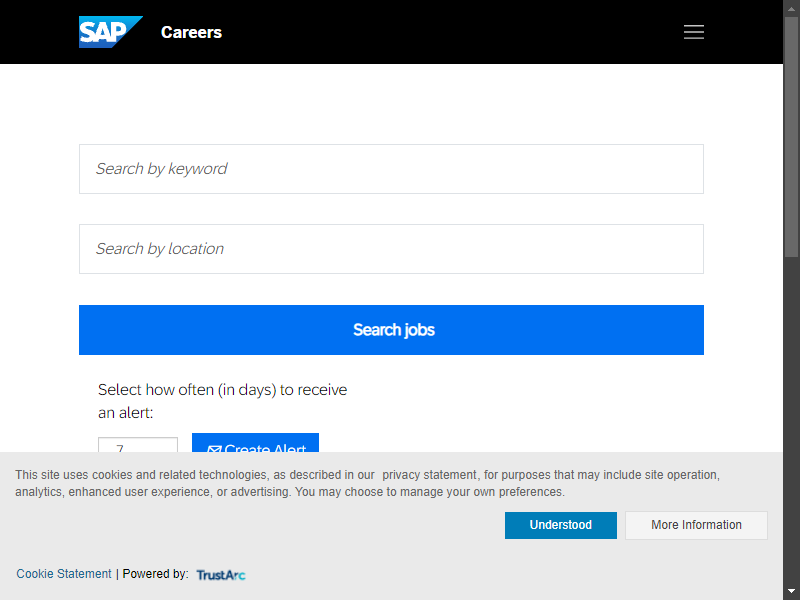 SAP Careers
Search by keyword
Search by location
Search jobs
Select how often (in days) to receive
an alert:
7 Create Alert
This site uses cookies and related technologies, as described in our privacy statement, for purposes that may include site operation,
analytics, enhanced user experience, or advertising. You may choose to manage your own preferences.
Understood More Information
Cookie Statement | Powered by: TrustArc